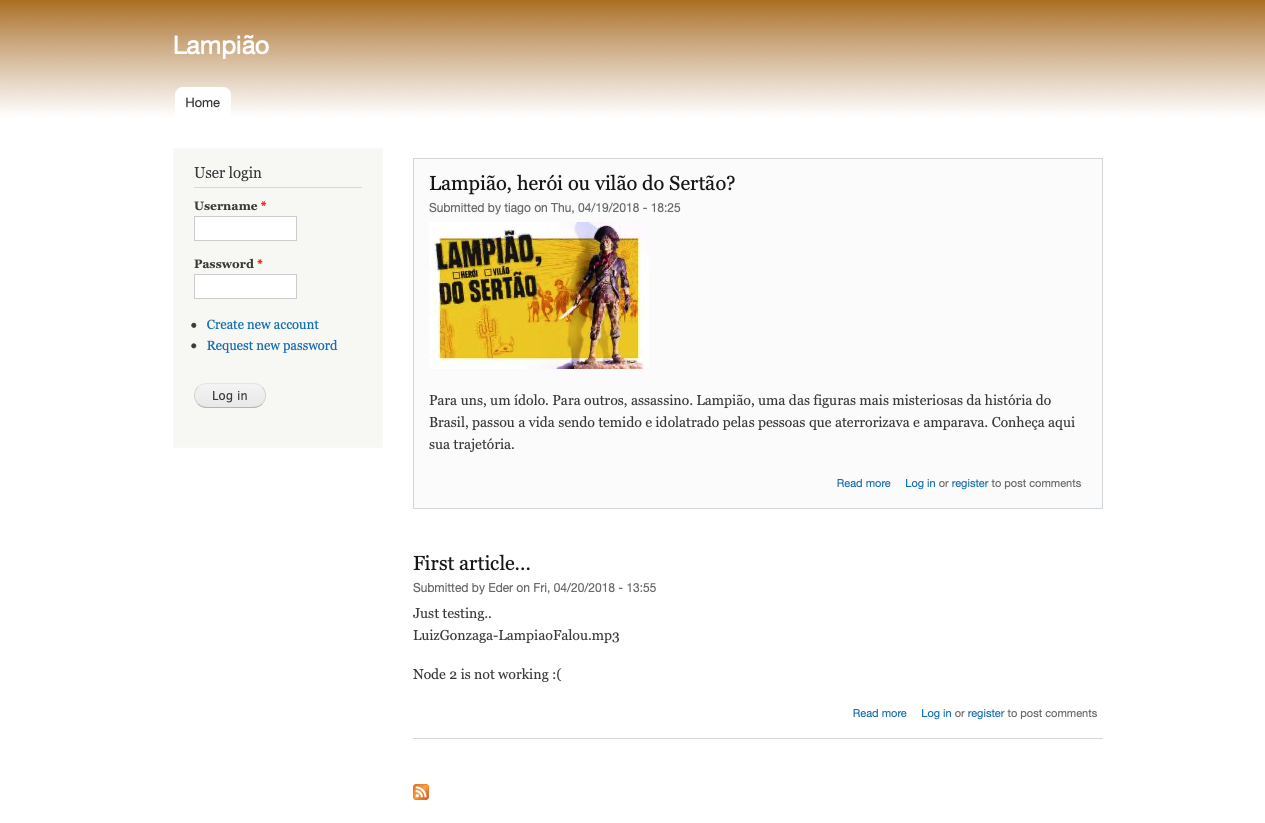 Lampião
Home
User login
Username *
Password *
Create new account
Request new password
Log in
Lampião, herói ou vilão do Sertão?
Submitted by tiago on Thu, 04/19/2018 - 18:25
LAMPIÃO,
HERÓI VILÃO
DO SERTÃO
Para uns, um ídolo. Para outros, assassino. Lampião, uma das figuras mais misteriosas da história do
Brasil, passou a vida sendo temido e idolatrado pelas pessoas que aterrorizava e amparava. Conheça aqui
sua trajetória.
Read more Log in or register to post comments
First article...
Submitted by Eder on Fri, 04/20/2018 - 13:55
Just testing..
LuizGonzaga-LampiaoFalou.mp3
Node 2 is not working :(
Read more Log in or register to post comments